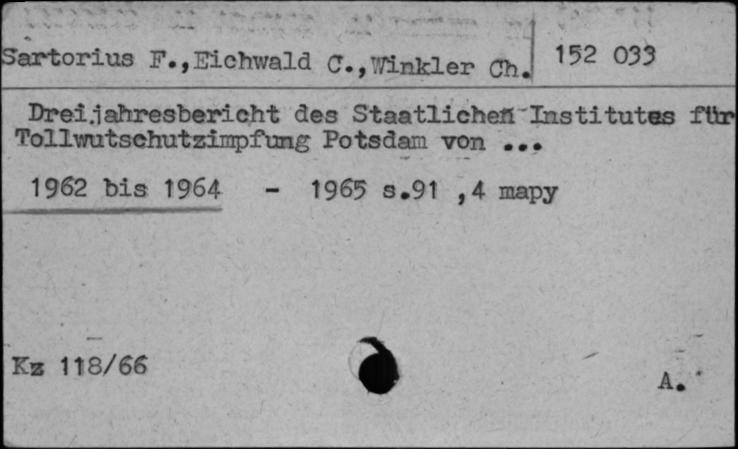 Sartorius F.,Eichwald C.,Winkler Ch. 152 033
Dreijahresbericht des Staatlichen Institutes für
Tollwutschutzimpfung Potsdam von ...
1962 bis 1964 - 1965 s.91 ,4 mapy
Kz 118/66
A.